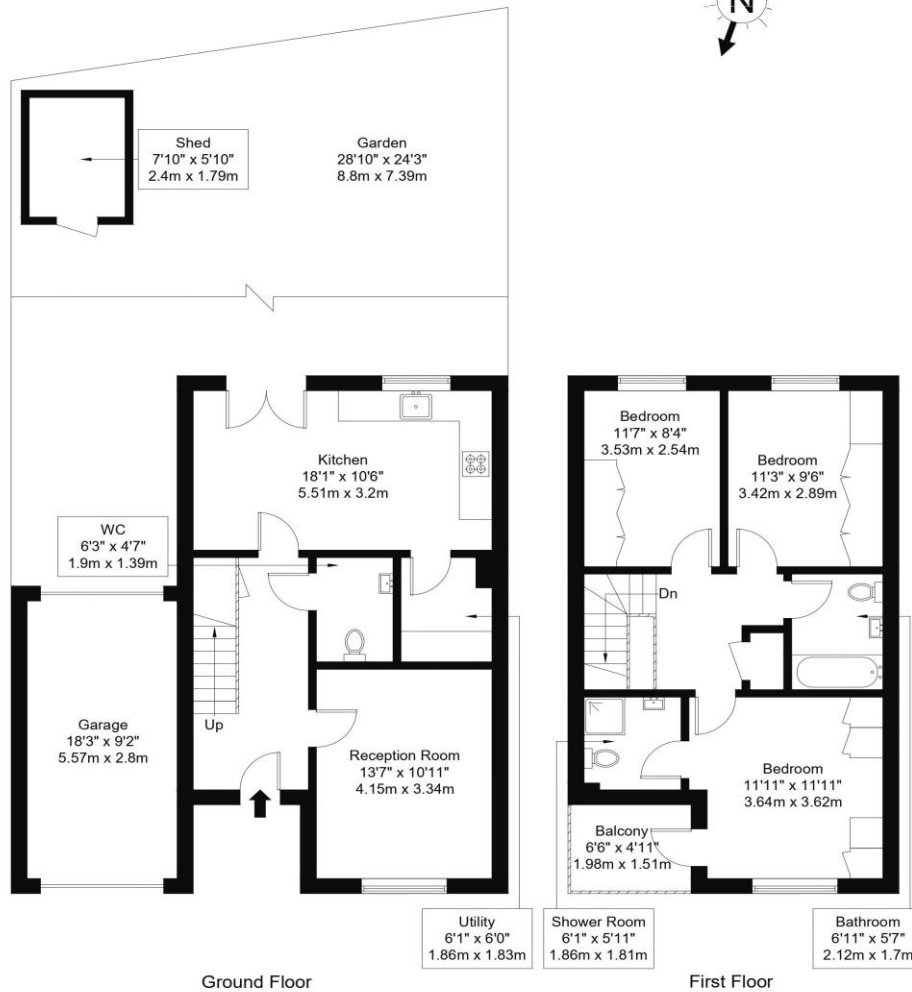 N
Shed
7'10" x 5'10"
2.4m x 1.79m
Garden
28'10" x 24'3"
8.8m x 7.39m
Kitchen
18'1" x 10'6"
5.51m x 3.2m
WC
6'3" x 4'7"
1.9m x 1.39m
Up
Garage
18'3" x 9'2"
5.57m x 2.8m
Reception Room
13'7" x 10'11"
4.15m x 3.34m
Utility
6'1" x 6'0"
1.86m x 1.83m
Ground Floor
Bedroom
11'7" x 8'4"
3.53m x 2.54m
Bedroom
11'3" x 9'6"
3.42m x 2.89m
Dn
Bedroom
11'11" x 11'11"
3.64m x 3.62m
Balcony
6'6" x 4'11"
1.98m x 1.51m
Shower Room
6'1" x 5'11"
1.86m x 1.81m
Bathroom
6'11" x 5'7"
2.12m x 1.7m
First Floor